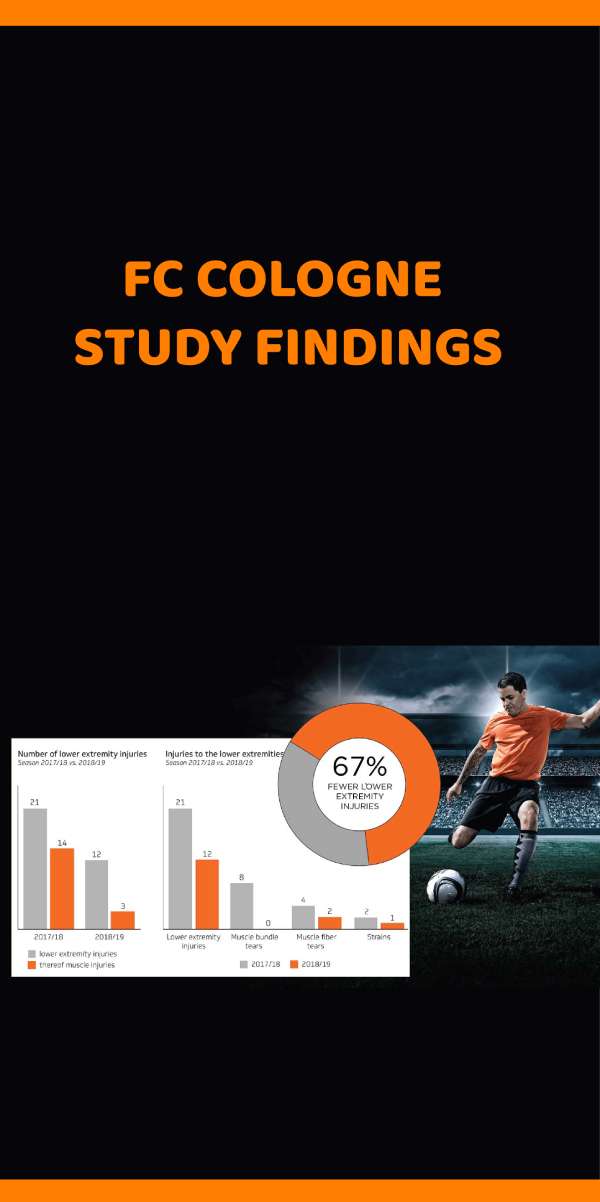 FC COLOGNE
STUDY FINDINGS
Number of lower extremity injuries
Season 2017/18 vs. 2018/19
21
14
12
3
2017/18
2018/19
lower extremity injuries
thereof muscle injuries
Injuries to the lower extremities
Season 2017/18 vs. 2018/19
21
12
8
0
4
2
2
1
Lower extremity
injuries
Muscle bundle
tears
Muscle fiber
tears
Strains
2017/18
2018/19
67%
FEWER LOWER
EXTREMITY
INJURIES